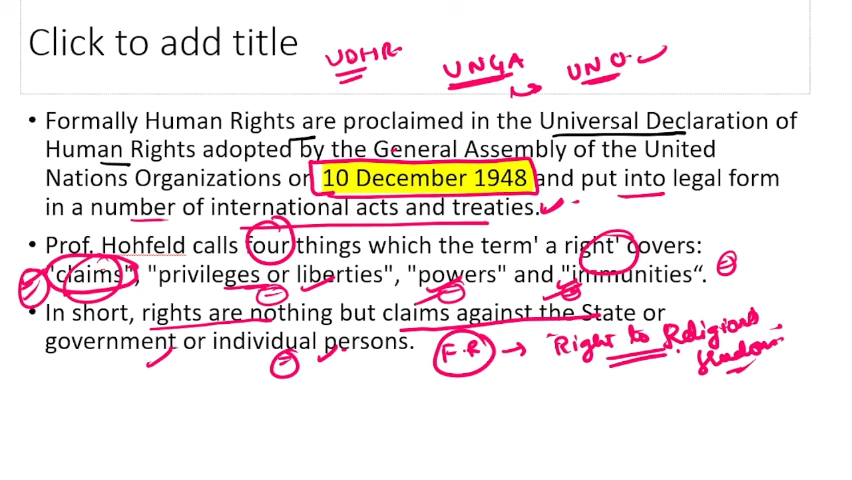 Click to add title
UDHR
UNGA
UNO
• Formally Human Rights are proclaimed in the Universal Declaration of
Human Rights adopted by the General Assembly of the United
Nations Organizations on 10 December 1948 and put into legal form
in a number of international acts and treaties.
• Prof. Hohfeld calls four things which the term' a right' covers:
"claims", "privileges or liberties", "powers" and "immunities“.
• In short, rights are nothing but claims against the State or
government or individual persons.
F.R → Right to Religious